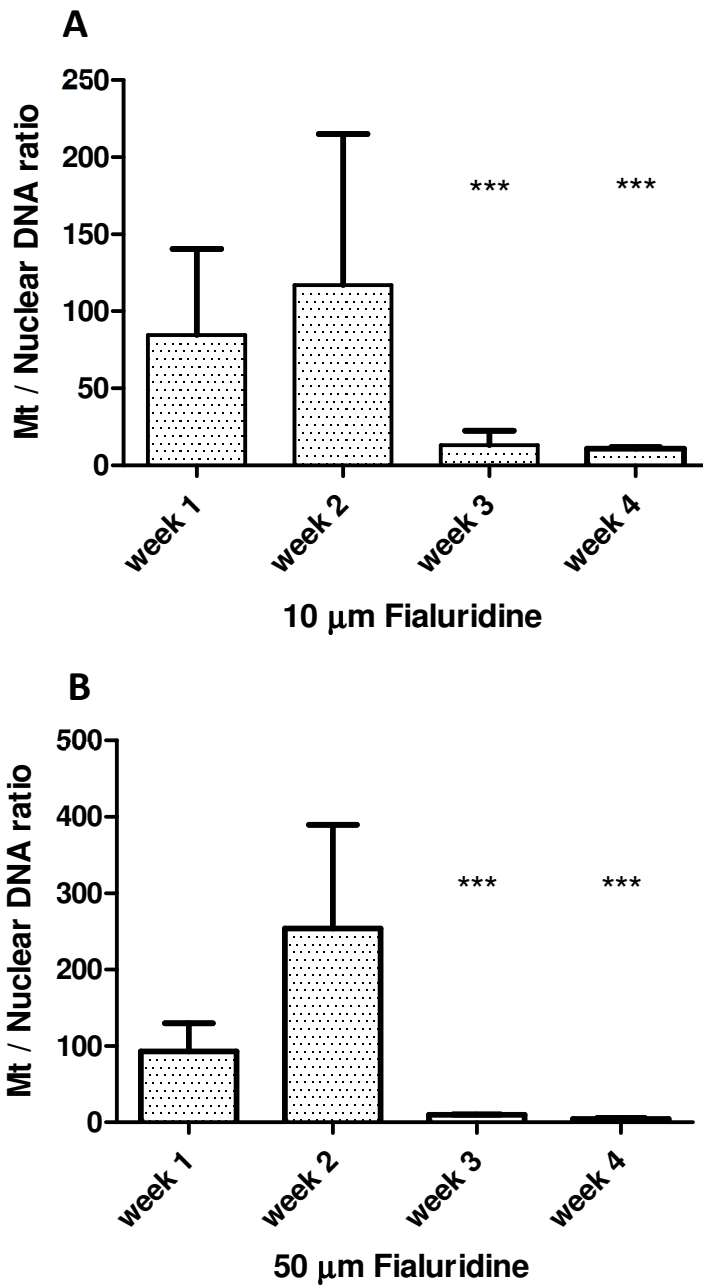 A
Mt / Nuclear DNA ratio
250
200
150
100
50
0
***
***
week 1
week 2
week 3
week 4
10 μm Fialuridine
B
Mt / Nuclear DNA ratio
500
400
300
200
100
0
***
***
week 1
week 2
week 3
week 4
50 μm Fialuridine